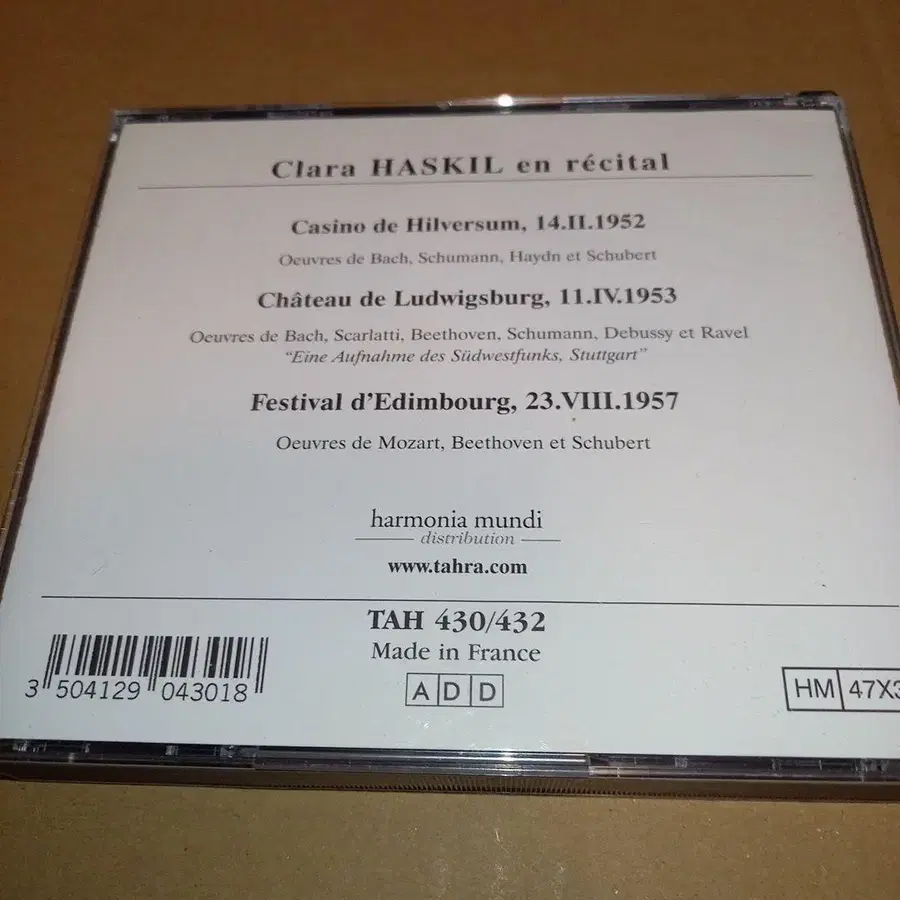 Clara HASKIL en récital
Casino de Hilversum, 14.II.1952
Oeuvres de Bach, Schumann, Haydn et Schubert
Château de Ludwigsburg, 11.IV.1953
Oeuvres de Bach, Scarlatti, Beethoven, Schumann, Debussy et Ravel
“Eine Aufnahme des Südwestfunks, Stuttgart”
Festival d'Edimbourg, 23.VIII.1957
Oeuvres de Mozart, Beethoven et Schubert
harmonia mundi
distribution
www.tahra.com
TAH 430/432
Made in France
ADD
3 504129 043018
HM 47X3